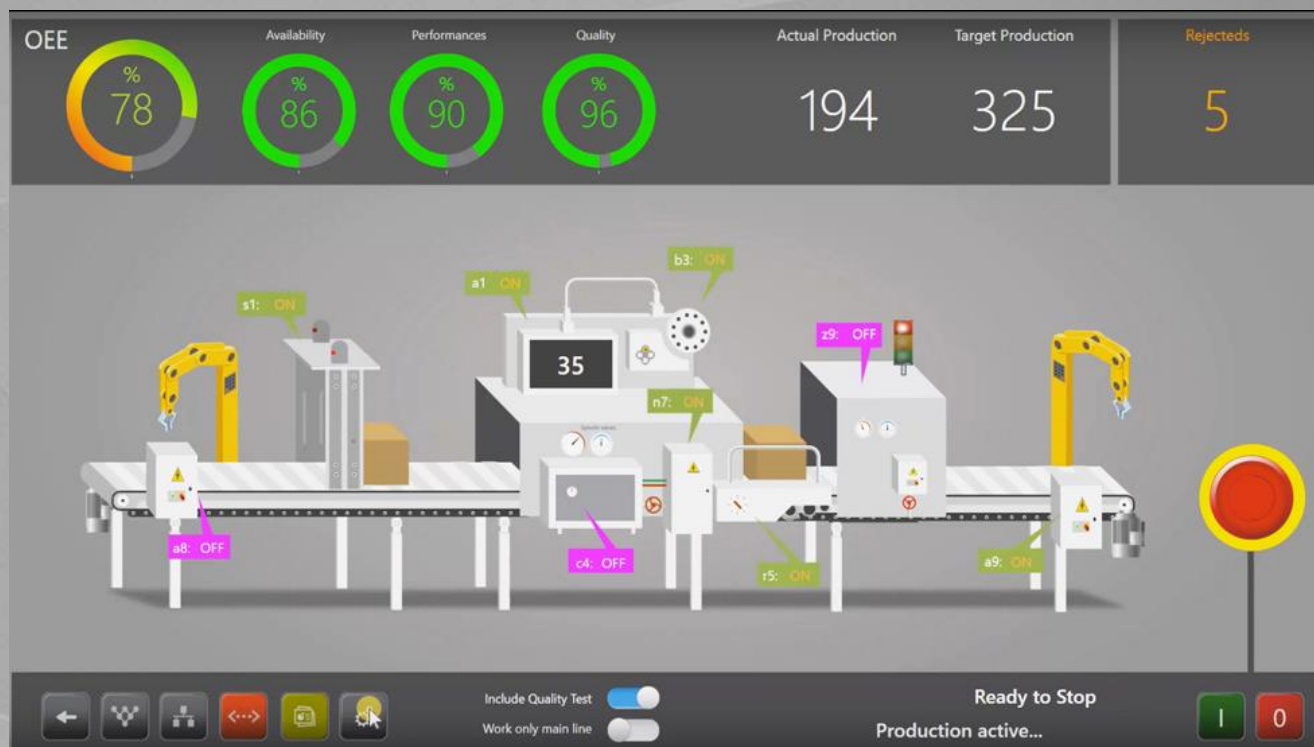 OEE
Availability
Performances
Quality
Actual Production
Target Production
Rejecteds
%
78
%
86
%
90
%
96
194
325
5
b3: ON
a1 ON
s1: ON
z9: OFF
35
n7: ON
a8: OFF
c4: OFF
r5: ON
a9: ON
Include Quality Test
Ready to Stop
Work only main line
Production active...
I
0